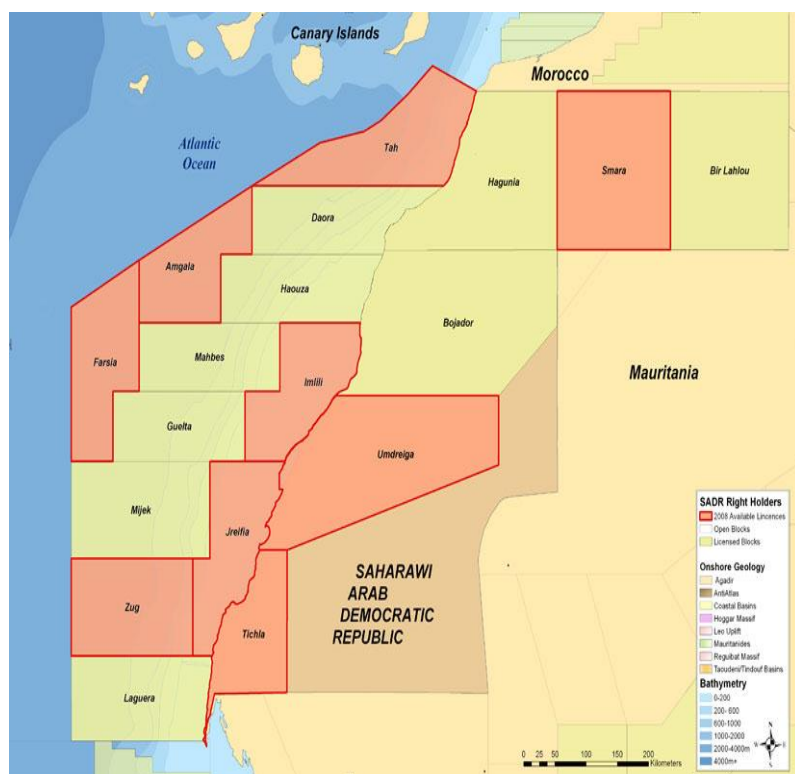 Canary Islands
Morocco
Atlantic
Ocean
Tah
Smara
Bir Lahlou
Hagunia
Daora
Amgala
Haouza
Bojador
Farsia
Mahbes
Imlili
Mauritania
Guelta
Umdreiga
Mijek
Jreifia
SAHARAWI
ARAB
DEMOCRATIC
REPUBLIC
Zug
Tichla
Laguera
SADR Right Holders
2008 Available Lincences
Open Blocks
Licensed Blocks
Onshore Geology
Agadir
AntiAtlas
Coastal Basins
Hoggar Massif
Leo Uplift
Mauritanides
Reguibat Massif
Taoudeni/Tindouf Basins
Bathymetry
0-200
200- 600
600-1000
1000-2000
2000-4000m
4000m+
N
W E
S
0 25 50 100 150 200
Kilometers